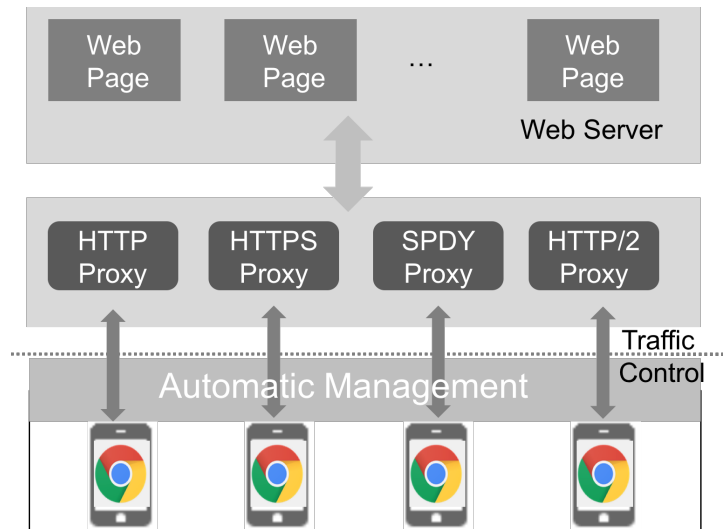 Web
Page
Web
Page
...
Web
Page
Web Server
HTTP
Proxy
HTTPS
Proxy
SPDY
Proxy
HTTP/2
Proxy
Traffic
Control
Automatic Management